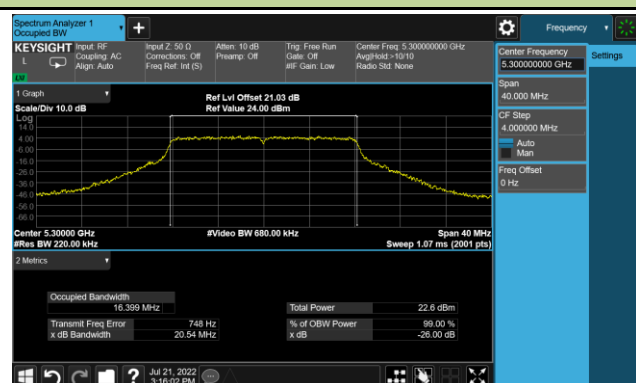 Spectrum Analyzer 1
Occupied BW
Frequency
KEYSIGHT
L
Input: RF
Coupling: AC
Align: Auto
Input Z: 50 Ω
Corrections: Off
Freq Ref: Int (S)
Atten: 10 dB
Preamp: Off
Trig: Free Run
Gate: Off
#IF Gain: Low
Center Freq: 5.300000000 GHz
Avg|Hold:>10/10
Radio Std: None
Center Frequency
5.300000000 GHz
Settings
Span
40.000 MHz
CF Step
4.000000 MHz
Auto
Man
Freq Offset
0 Hz
1 Graph
Scale/Div 10.0 dB
Ref Lvl Offset 21.03 dB
Ref Value 24.00 dBm
Log
14.0
4.00
-6.00
-16.0
-26.0
-36.0
-46.0
-56.0
-66.0
Center 5.30000 GHz
#Res BW 220.00 kHz
#Video BW 680.00 kHz
Span 40 MHz
Sweep 1.07 ms (2001 pts)
2 Metrics
Occupied Bandwidth
16.399 MHz
Total Power 22.6 dBm
Transmit Freq Error 748 Hz
% of OBW Power 99.00 %
x dB Bandwidth 20.54 MHz
x dB -26.00 dB
?
Jul 21, 2022
3:16:02 PM